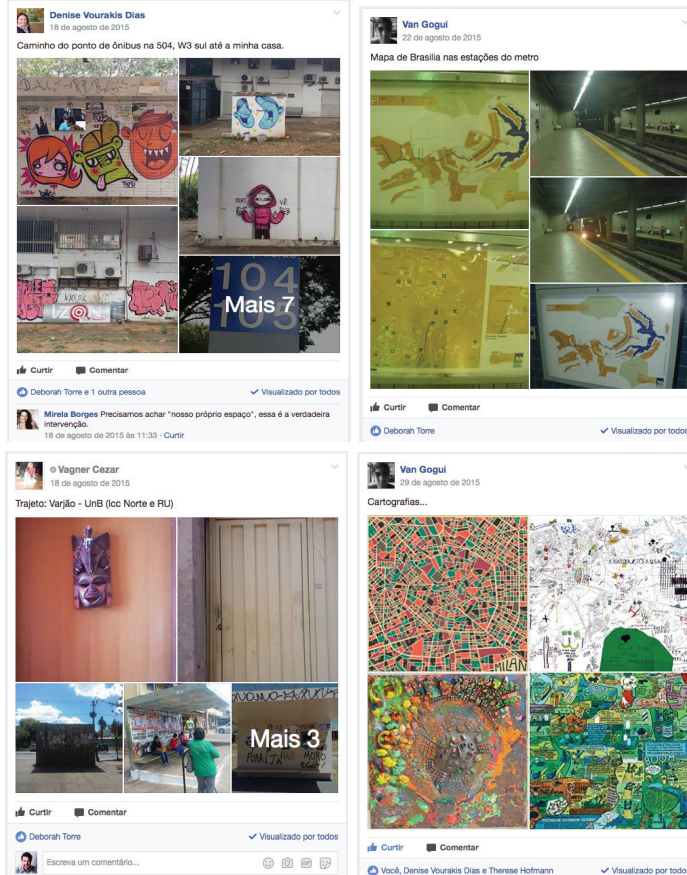 Denise Vourakis Dias
18 de agosto de 2015
Caminho do ponto de ônibus na 504, W3 sul até a minha casa.
104
105
Mais 7
Curtir Comentar
Deborah Torre e 1 outra pessoa Visualizado por todos
Mirela Borges Precisamos achar "nosso próprio espaço", essa é a verdadeira
intervenção.
18 de agosto de 2015 às 11:33 · Curtir
Van Gogui
22 de agosto de 2015
Mapa de Brasilia nas estações do metro
Curtir Comentar
Deborah Torre Visualizado por todos
Vagner Cezar
18 de agosto de 2015
Trajeto: Varjão - UnB (Icc Norte e RU)
Mais 3
FORA
MORO
Curtir Comentar
Deborah Torre Visualizado por todos
Escreva um comentário...
GIF
Van Gogui
29 de agosto de 2015
Cartografias...
MILAN
Curtir Comentar
Você, Denise Vourakis Dias e Therese Hofmann Visualizado por todos